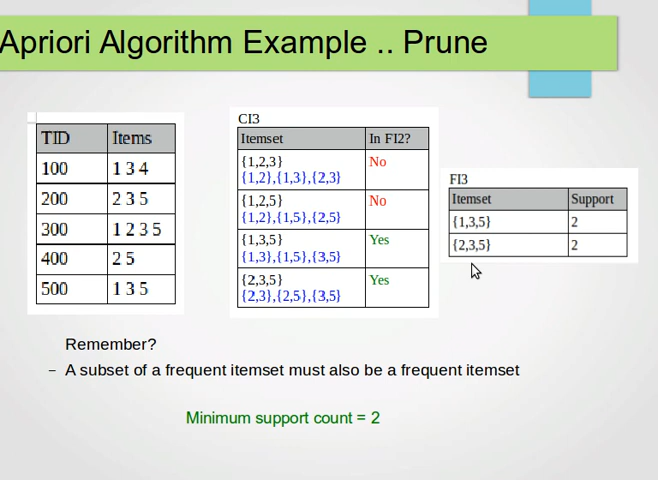 Apriori Algorithm Example .. Prune
TID Items
100 1 3 4
200 2 3 5
300 1 2 3 5
400 2 5
500 1 3 5
CI3
Itemset In FI2?
{1,2,3} No
{1,2},{1,3},{2,3}
{1,2,5} No
{1,2},{1,5},{2,5}
{1,3,5} Yes
{1,3},{1,5},{3,5}
{2,3,5} Yes
{2,3},{2,5},{3,5}
FI3
Itemset Support
{1,3,5} 2
{2,3,5} 2
Remember?
– A subset of a frequent itemset must also be a frequent itemset
Minimum support count = 2